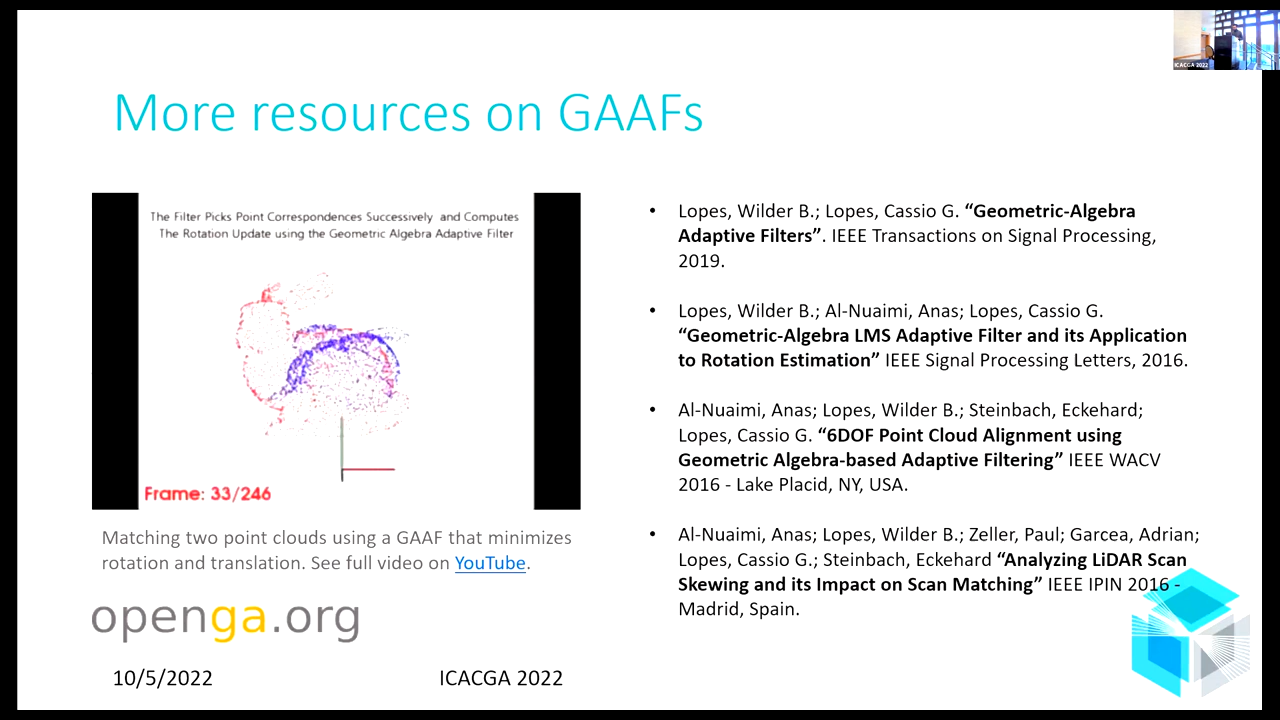 ICACGA 2022
More resources on GAAFs
The Filter Picks Point Correspondences Successively and Computes
The Rotation Update using the Geometric Algebra Adaptive Filter
Frame: 33/246
Matching two point clouds using a GAAF that minimizes
rotation and translation. See full video on YouTube.
openga.org
• Lopes, Wilder B.; Lopes, Cassio G. “Geometric-Algebra
Adaptive Filters”. IEEE Transactions on Signal Processing,
2019.
• Lopes, Wilder B.; Al-Nuaimi, Anas; Lopes, Cassio G.
“Geometric-Algebra LMS Adaptive Filter and its Application
to Rotation Estimation” IEEE Signal Processing Letters, 2016.
• Al-Nuaimi, Anas; Lopes, Wilder B.; Steinbach, Eckehard;
Lopes, Cassio G. “6DOF Point Cloud Alignment using
Geometric Algebra-based Adaptive Filtering” IEEE WACV
2016 - Lake Placid, NY, USA.
• Al-Nuaimi, Anas; Lopes, Wilder B.; Zeller, Paul; Garcea, Adrian;
Lopes, Cassio G.; Steinbach, Eckehard “Analyzing LiDAR Scan
Skewing and its Impact on Scan Matching” IEEE IPIN 2016 -
Madrid, Spain.
10/5/2022
ICACGA 2022